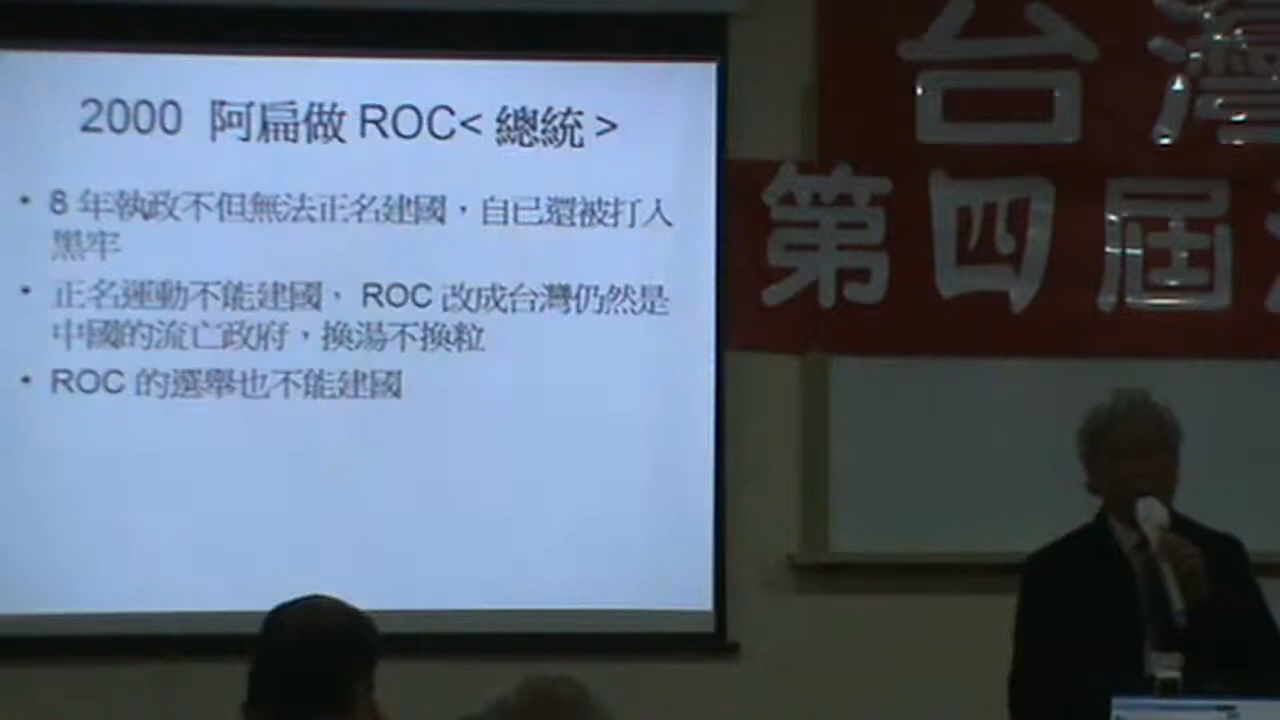 2000 阿扁做 ROC< 總統 >
• 8 年執政不但無法正名建國，自已還被打入
黑牢
• 正名運動不能建國， ROC 改成台灣仍然是
中國的流亡政府，換湯不換粒
• ROC 的選舉也不能建國
台灣
第四屆